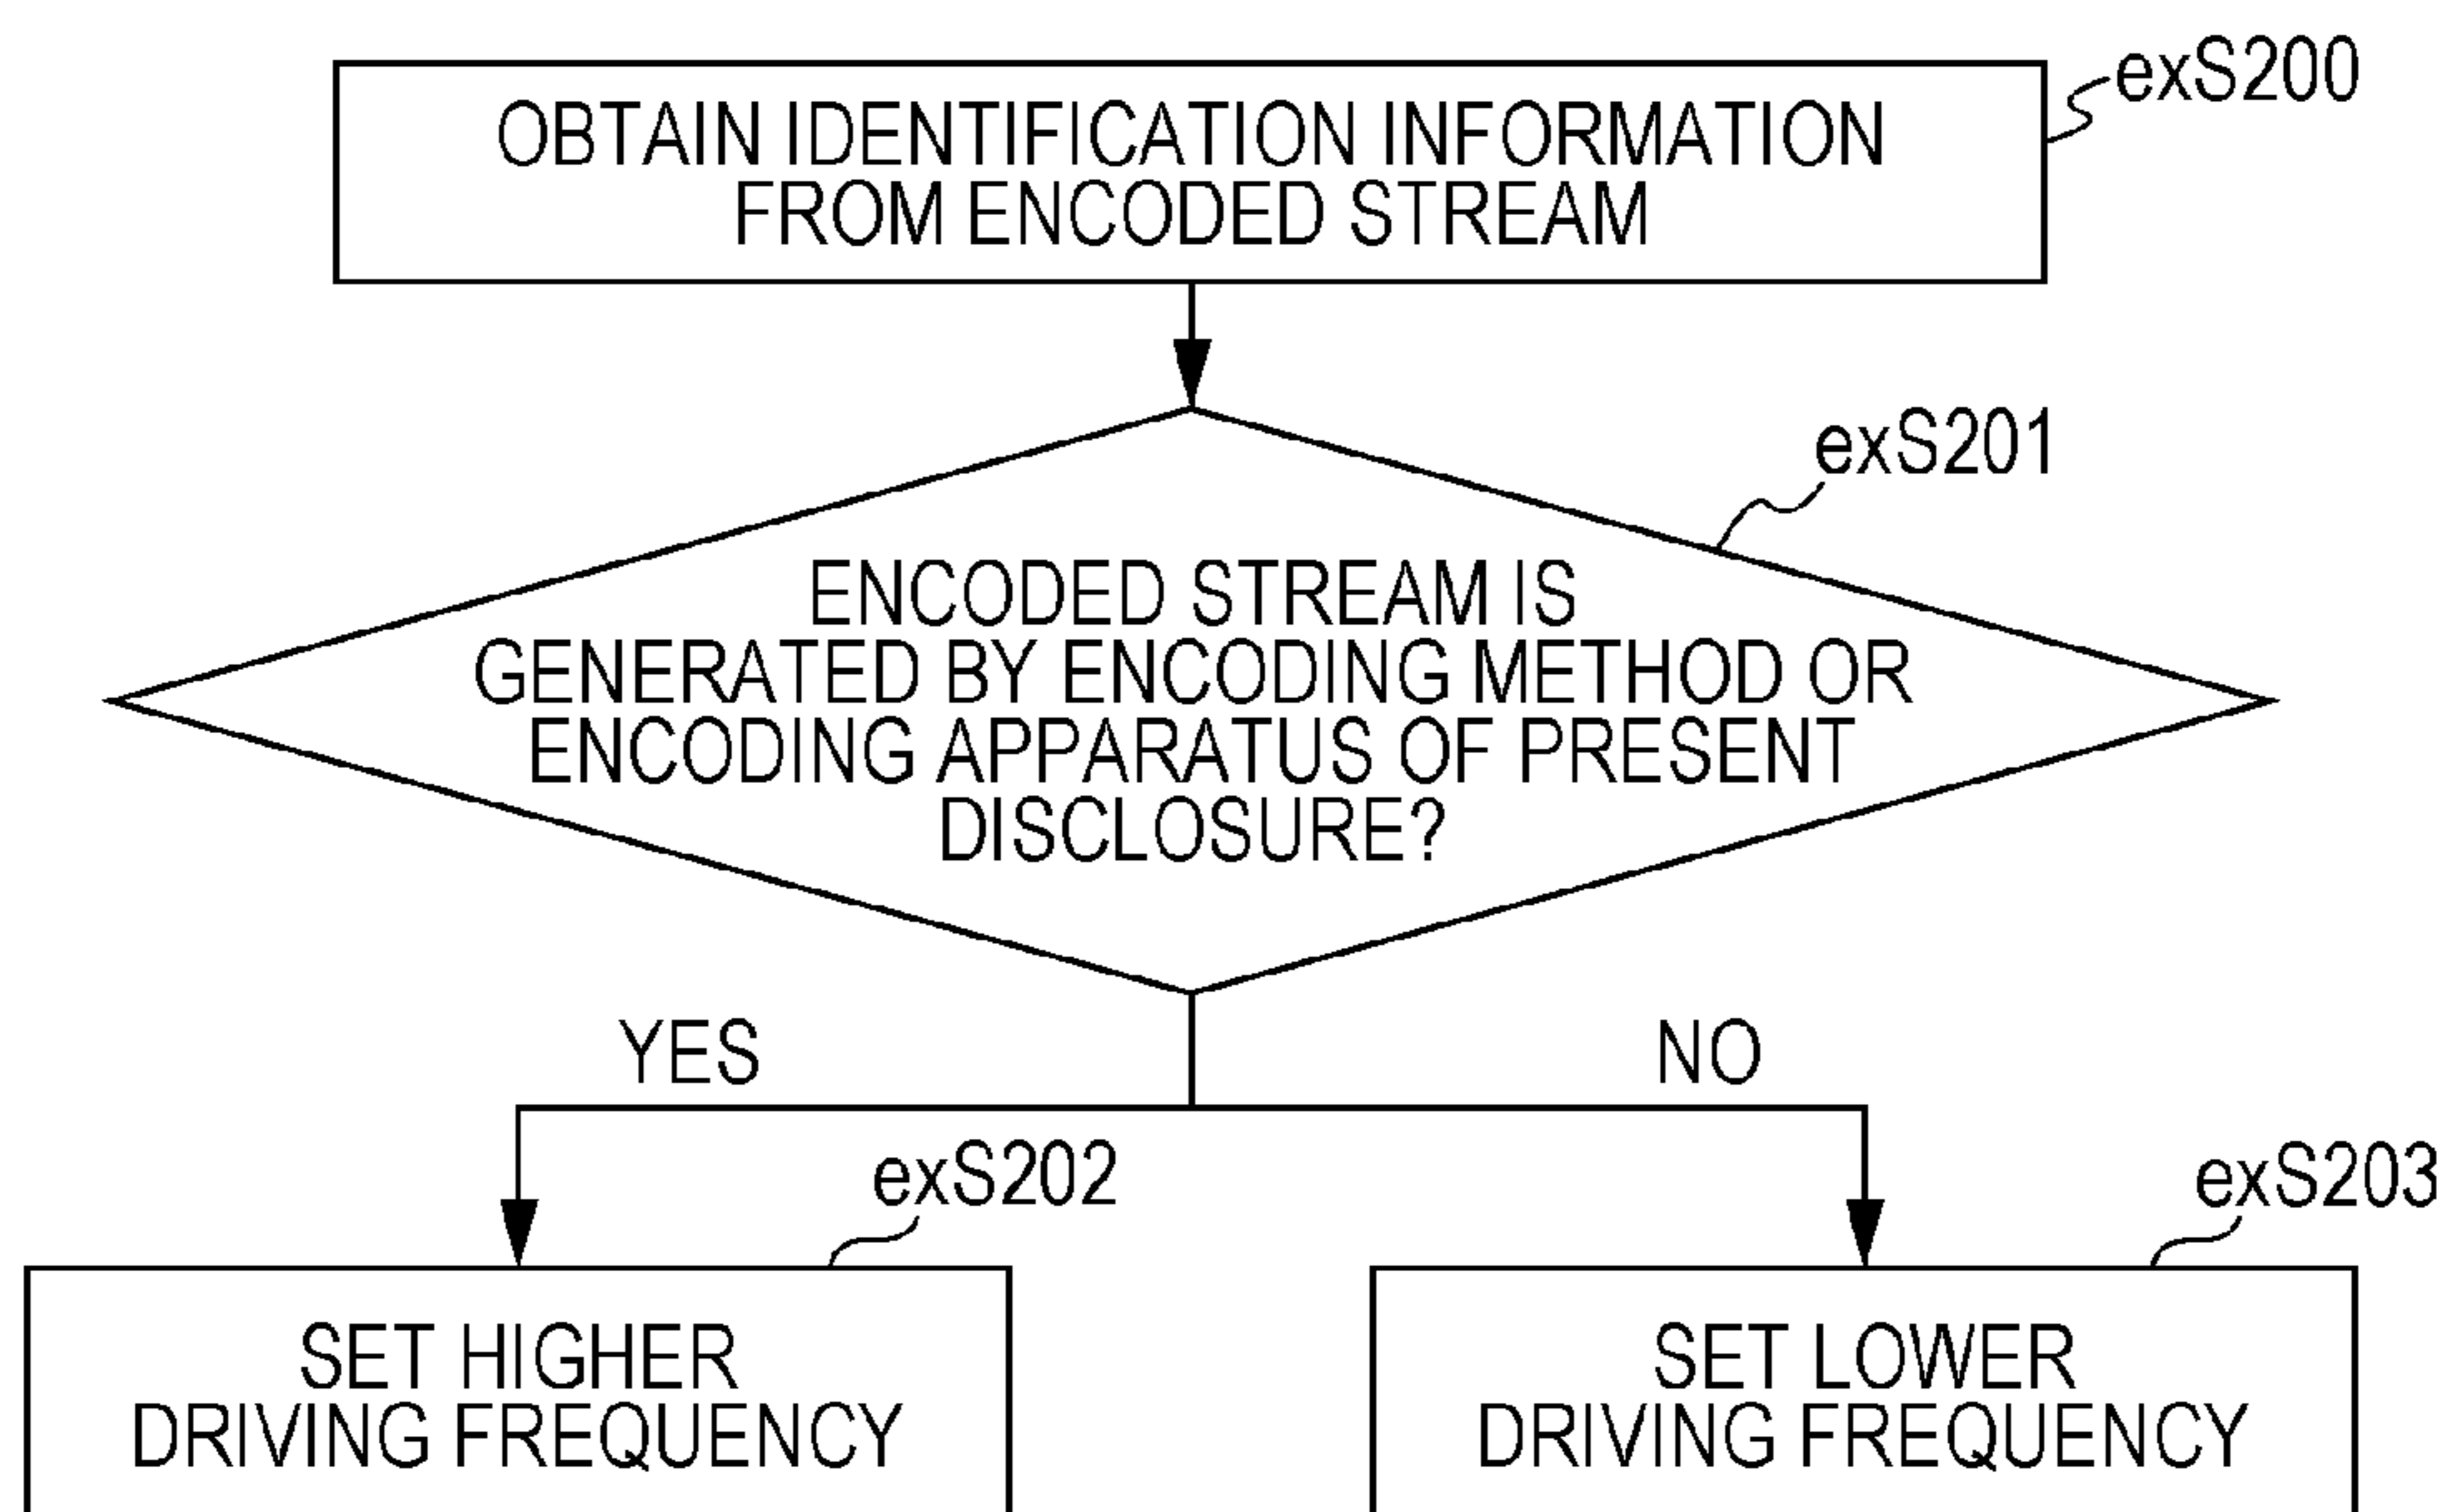 exS200
OBTAIN IDENTIFICATION INFORMATION
FROM ENCODED STREAM
exS201
ENCODED STREAM IS
GENERATED BY ENCODING METHOD OR
ENCODING APPARATUS OF PRESENT
DISCLOSURE?
YES
NO
exS202
exS203
SET HIGHER
DRIVING FREQUENCY
SET LOWER
DRIVING FREQUENCY